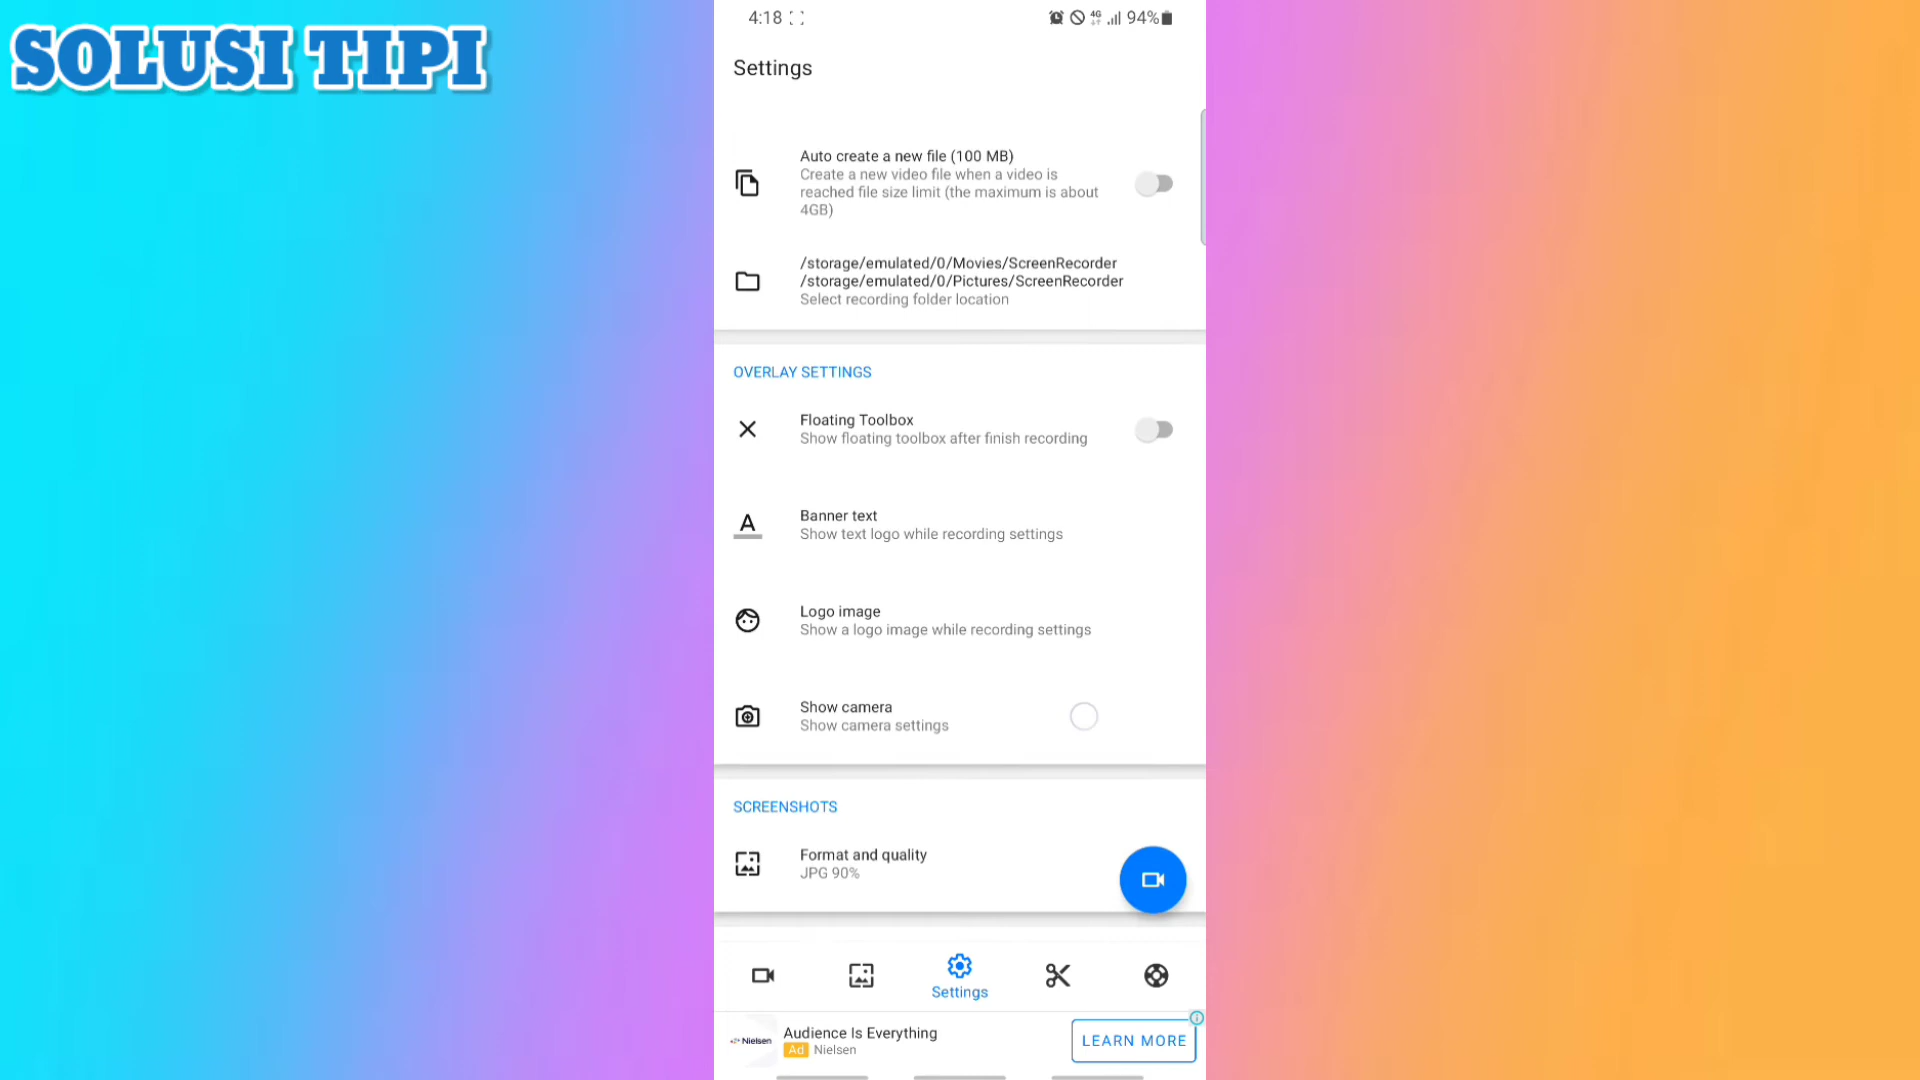 SOLUSI TIPI
4:18
4G
94%
Settings
Auto create a new file (100 MB)
Create a new video file when a video is
reached file size limit (the maximum is about
4GB)
/storage/emulated/0/Movies/ScreenRecorder
/storage/emulated/0/Pictures/ScreenRecorder
Select recording folder location
OVERLAY SETTINGS
Floating Toolbox
Show floating toolbox after finish recording
Banner text
Show text logo while recording settings
Logo image
Show a logo image while recording settings
Show camera
Show camera settings
SCREENSHOTS
Format and quality
JPG 90%
Settings
Nielsen
Audience Is Everything
Ad Nielsen
LEARN MORE